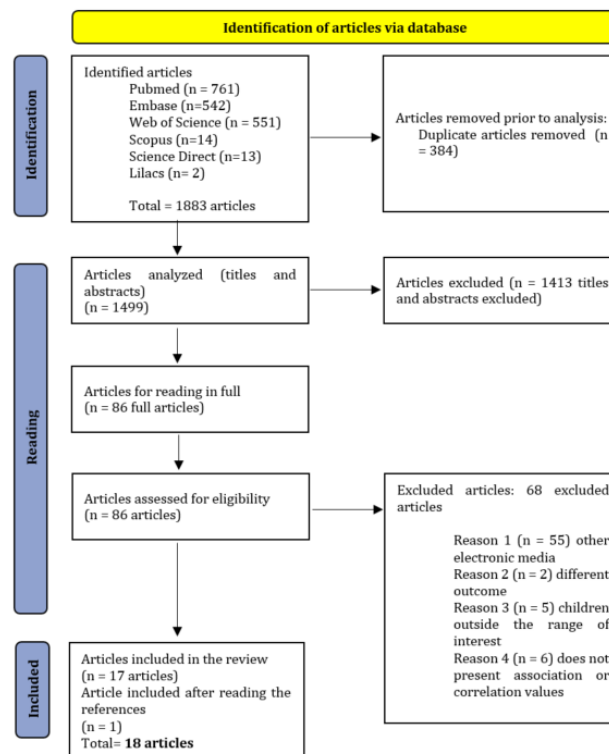 Identification of articles via database
Identification
Identified articles
Pubmed (n = 761)
Embase (n=542)
Web of Science (n = 551)
Scopus (n=14)
Science Direct (n=13)
Lilacs (n= 2)
Total = 1883 articles
Articles removed prior to analysis:
Duplicate articles removed (n
= 384)
Reading
Articles analyzed (titles and
abstracts)
(n = 1499)
Articles excluded (n = 1413 titles
and abstracts excluded)
Articles for reading in full
(n = 86 full articles)
Articles assessed for eligibility
(n = 86 articles)
Excluded articles: 68 excluded
articles
Reason 1 (n = 55) other
electronic media
Reason 2 (n = 2) different
outcome
Reason 3 (n = 5) children
outside the range of
interest
Reason 4 (n = 6) does not
present association or
correlation values
Included
Articles included in the review
(n = 17 articles)
Article included after reading the
references
(n = 1)
Total= 18 articles